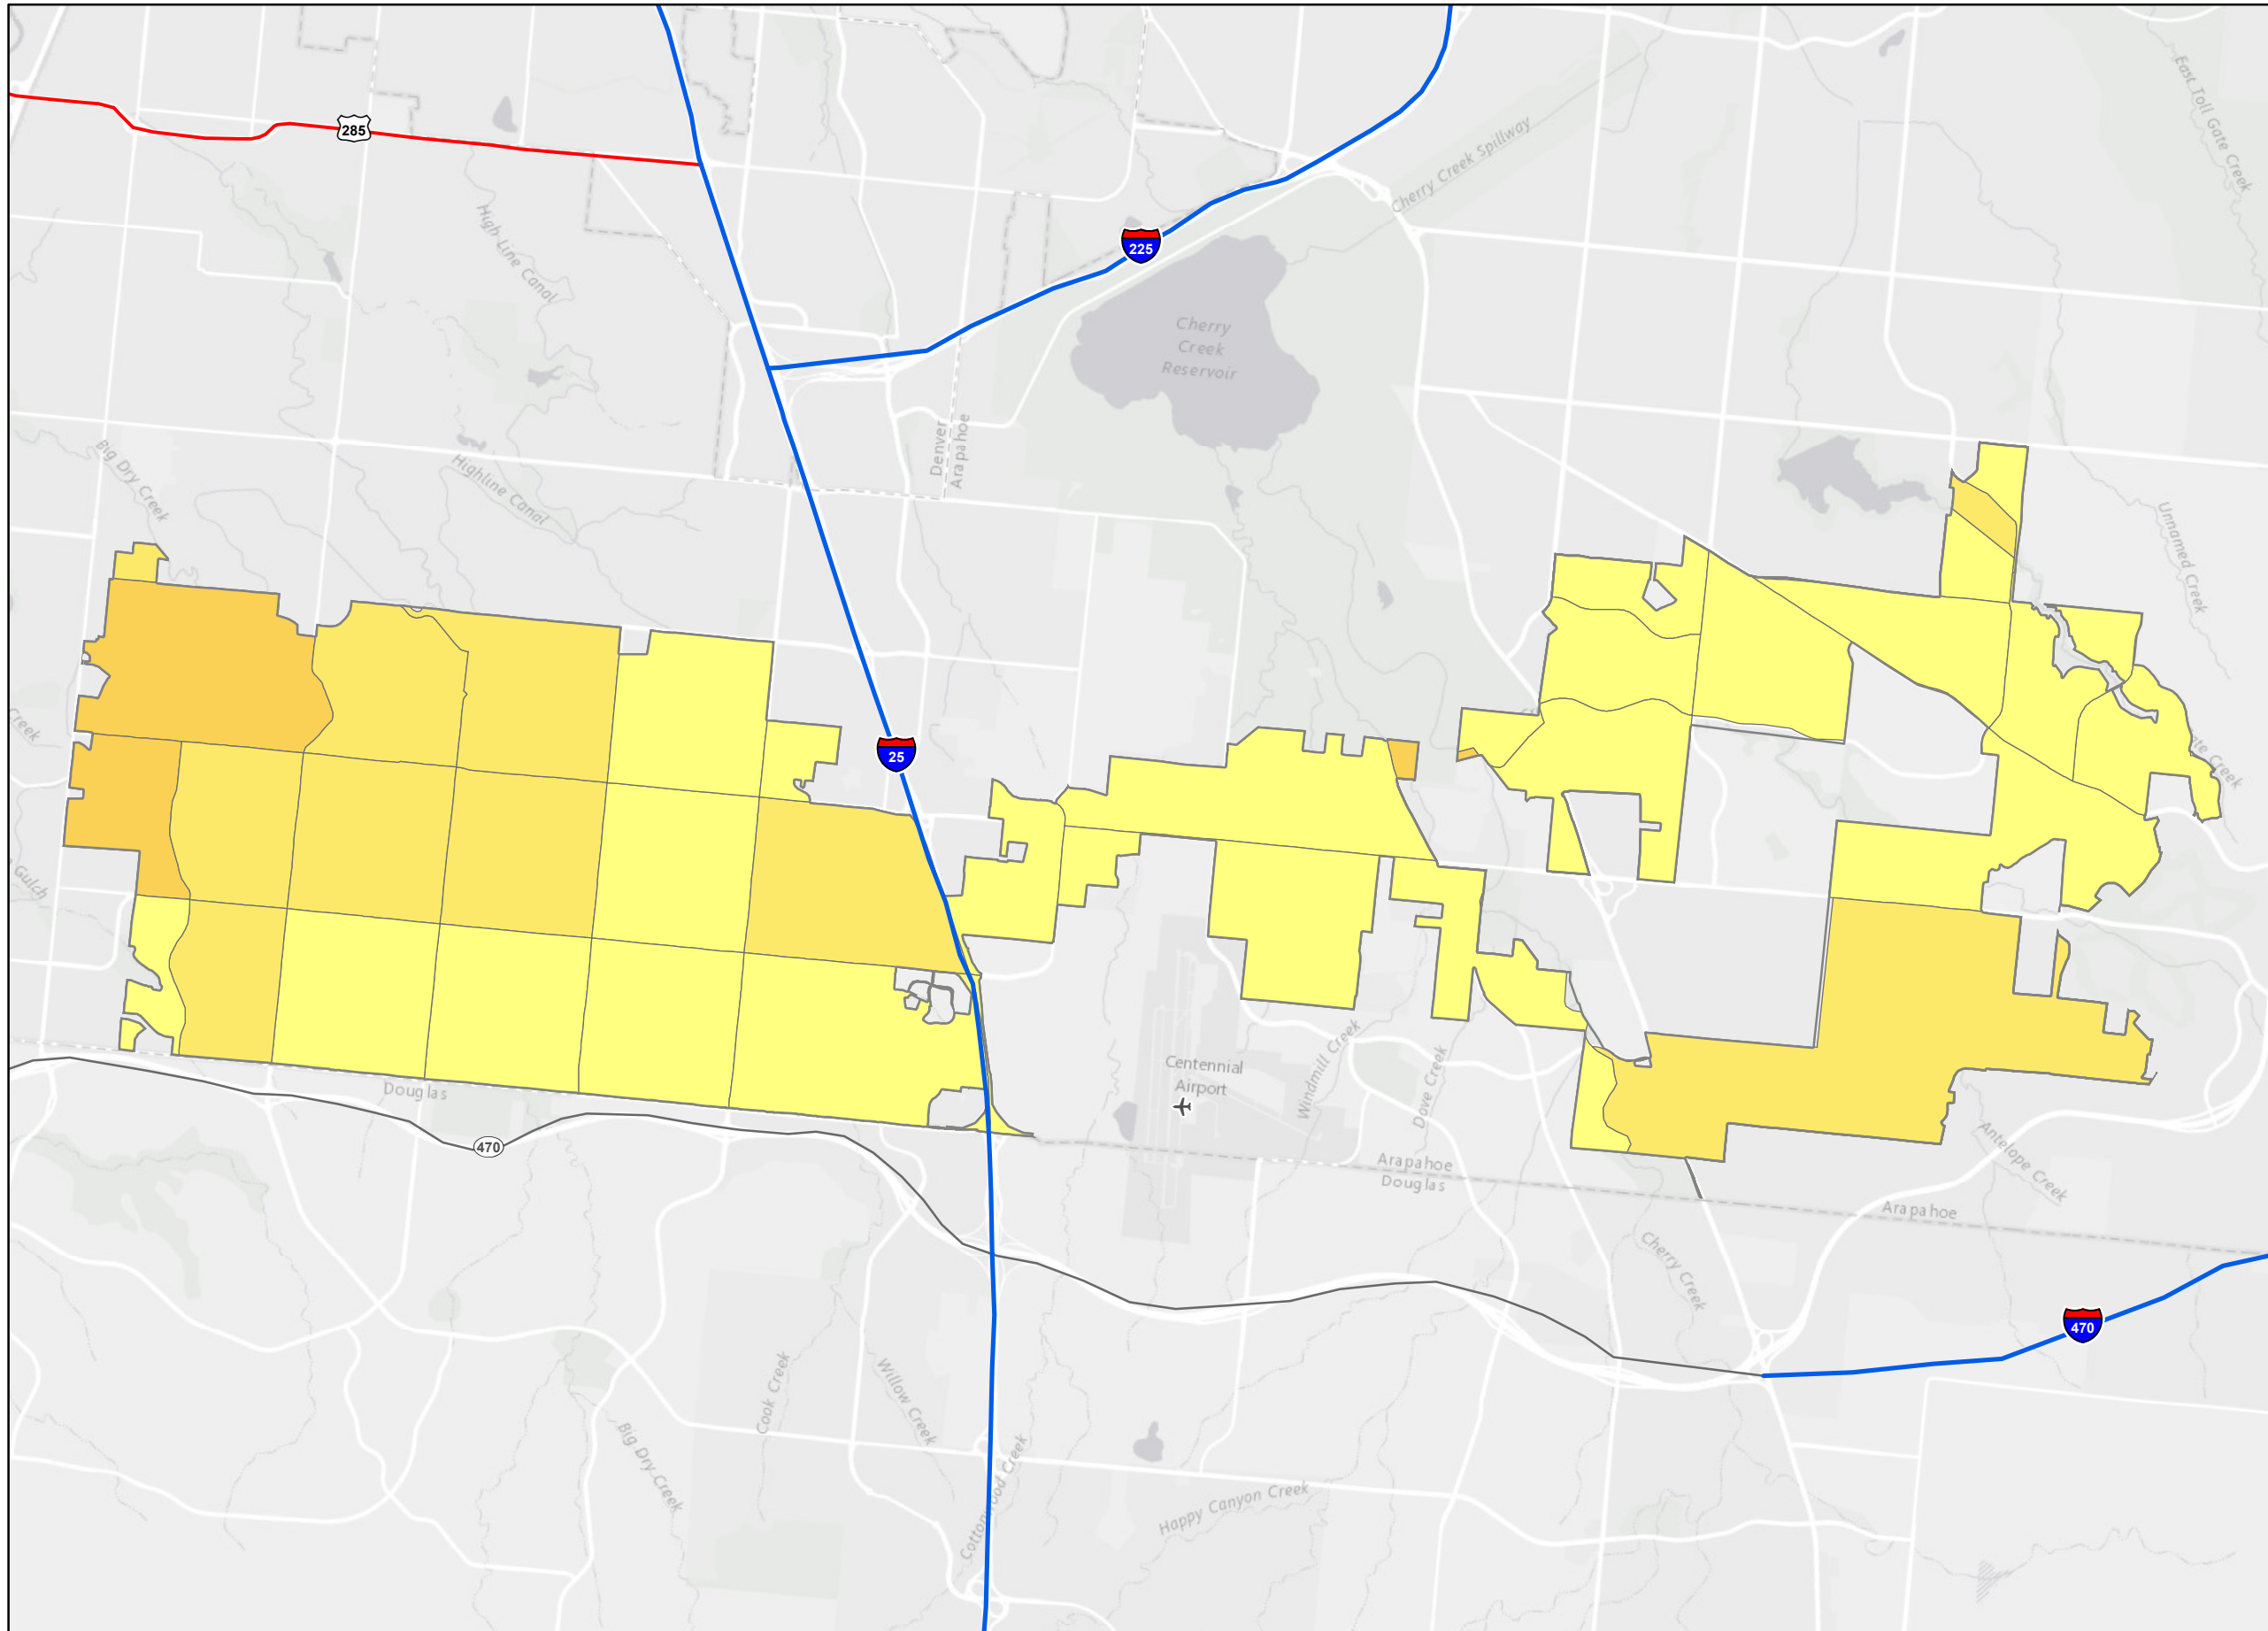 285
High Line Canal
Cherry Creek Spillway
East Toll Gate Creek
225
Cherry
Creek
Reservoir
Big Dry Creek
Highline Canal
Denver
Arapahoe
Unnamed Creek
Creek
25
te Creek
Gulch
Douglas
470
Centennial
Airport
Windmill Creek
Dove Creek
Arapahoe
Douglas
Antelope Creek
Arapahoe
Cherry Creek
470
Cook Creek
Willow Creek
Big Dry Creek
Cottonwood Creek
Happy Canyon Creek